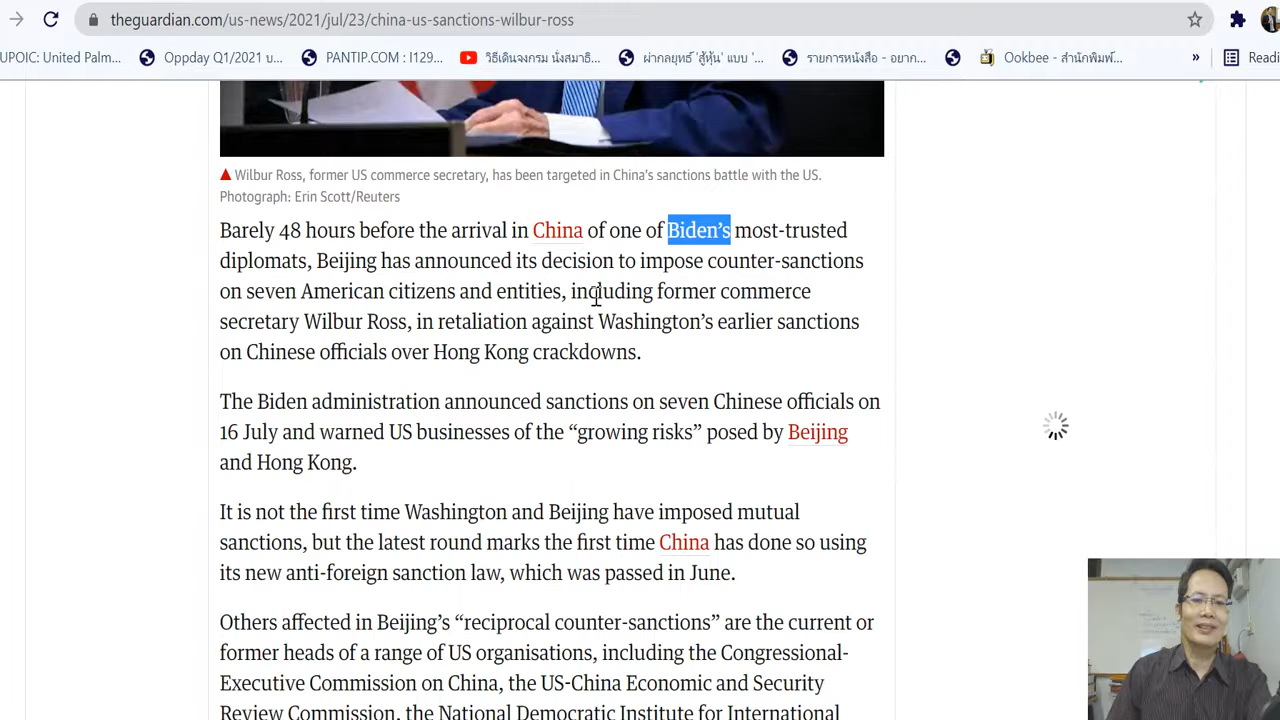 theguardian.com/us-news/2021/jul/23/china-us-sanctions-wilbur-ross
UPOIC: United Palm... Oppday Q1/2021 บ... PANTIP.COM : I129... วิธีเดินจงกรม นั่งสมาธิ... ผ่ากลยุทธ์ 'สู้หุ้น' แบบ '... รายการหนังสือ - อยาก... Ookbee - สำนักพิมพ์... » Readi
Wilbur Ross, former US commerce secretary, has been targeted in China's sanctions battle with the US.
Photograph: Erin Scott/Reuters
Barely 48 hours before the arrival in China of one of Biden's most-trusted
diplomats, Beijing has announced its decision to impose counter-sanctions
on seven American citizens and entities, including former commerce
secretary Wilbur Ross, in retaliation against Washington's earlier sanctions
on Chinese officials over Hong Kong crackdowns.
The Biden administration announced sanctions on seven Chinese officials on
16 July and warned US businesses of the “growing risks” posed by Beijing
and Hong Kong.
It is not the first time Washington and Beijing have imposed mutual
sanctions, but the latest round marks the first time China has done so using
its new anti-foreign sanction law, which was passed in June.
Others affected in Beijing's “reciprocal counter-sanctions” are the current or
former heads of a range of US organisations, including the Congressional-
Executive Commission on China, the US-China Economic and Security
Review Commission, the National Democratic Institute for International